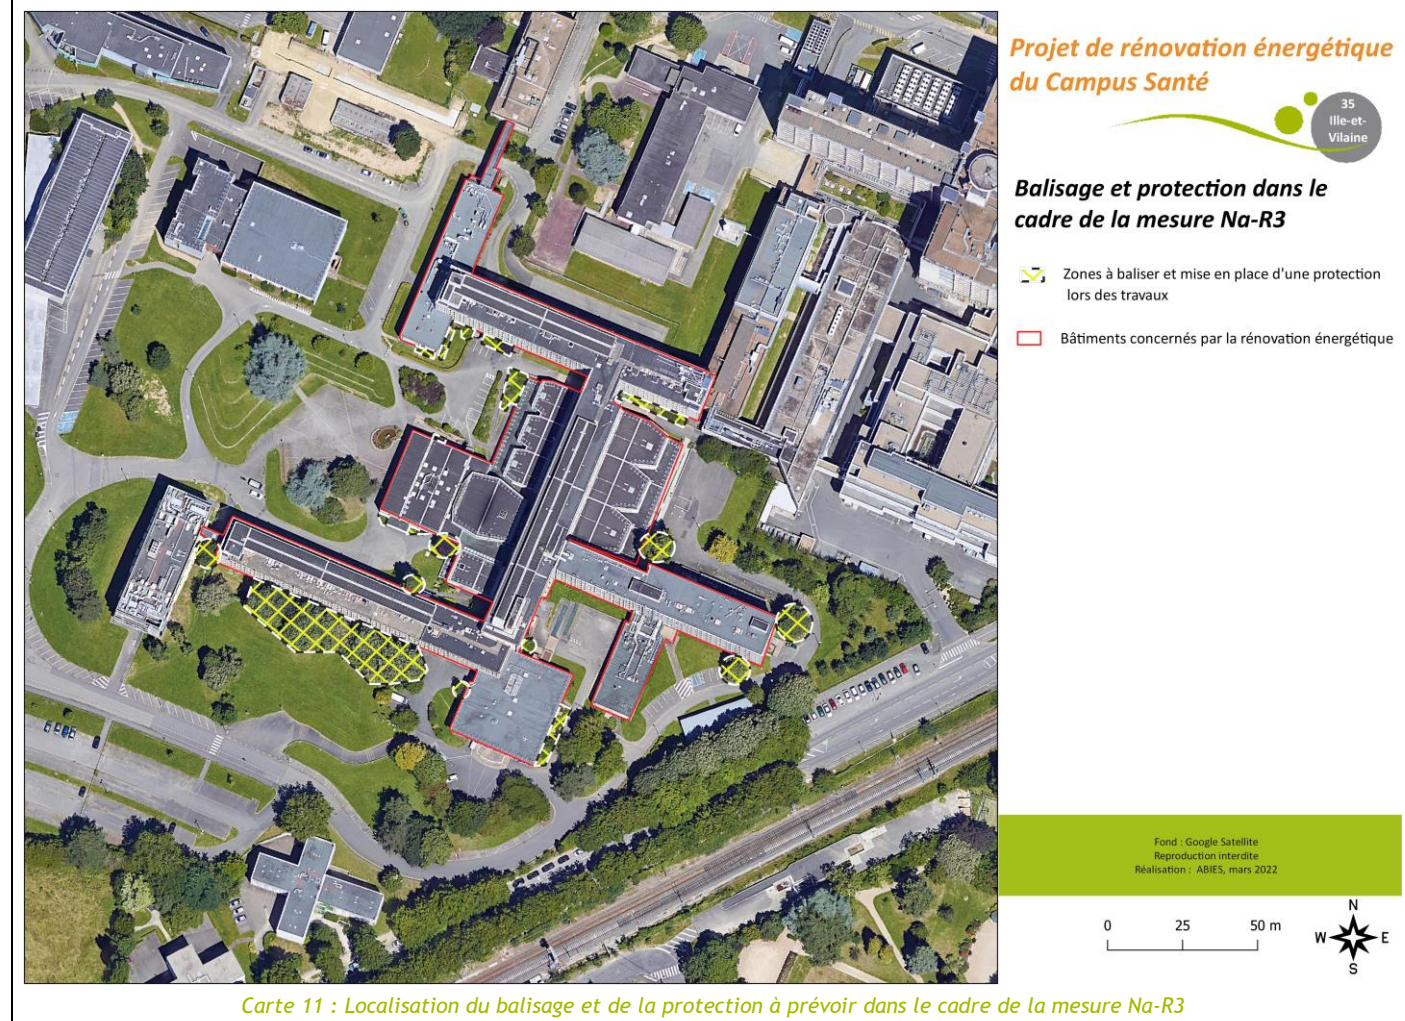 Projet de rénovation énergétique
du Campus Santé
35
Ille-et-
Vilaine
Balisage et protection dans le
cadre de la mesure Na-R3
Zones à baliser et mise en place d'une protection
lors des travaux
Bâtiments concernés par la rénovation énergétique
Fond : Google Satellite
Reproduction interdite
Réalisation : ABIES, mars 2022
0 25 50 m
N
W E
S
Carte 11 : Localisation du balisage et de la protection à prévoir dans le cadre de la mesure Na-R3